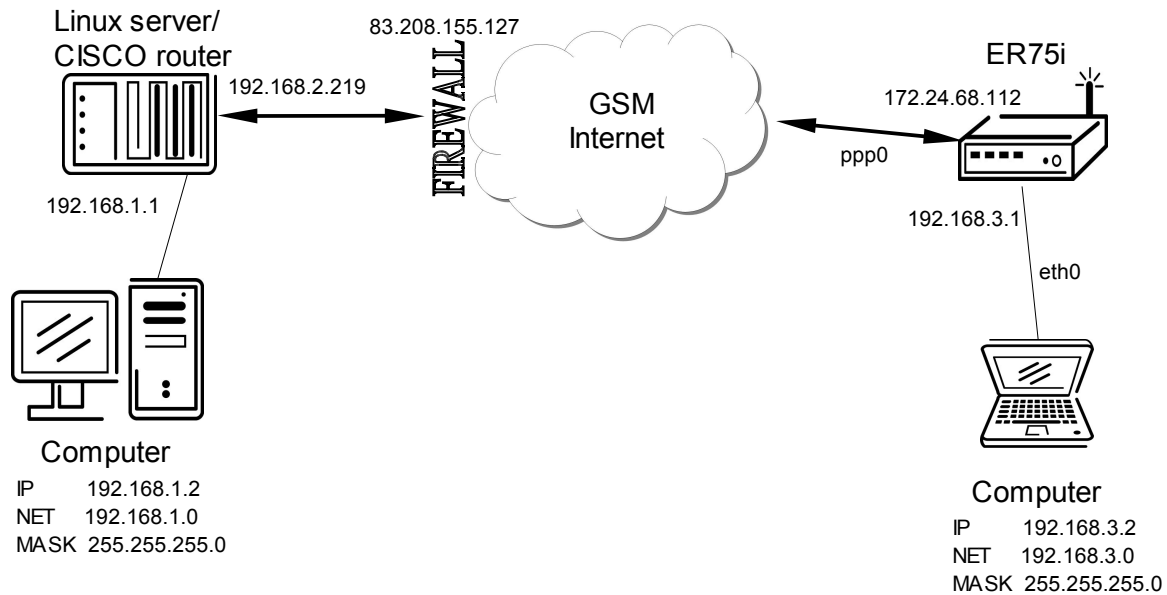 Linux server/
CISCO router
83.208.155.127
192.168.2.219
FIREWALL
GSM
Internet
ER75i
172.24.68.112
ppp0
192.168.1.1
192.168.3.1
eth0
Computer
IP 192.168.1.2
NET 192.168.1.0
MASK 255.255.255.0
Computer
IP 192.168.3.2
NET 192.168.3.0
MASK 255.255.255.0